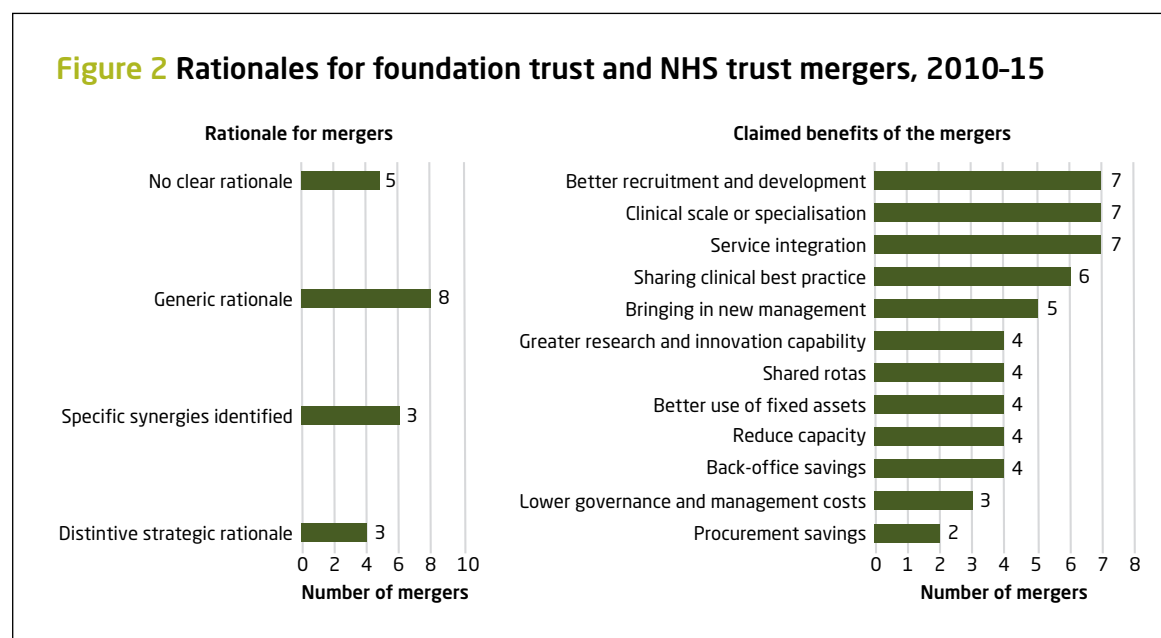 Figure 2 Rationales for foundation trust and NHS trust mergers, 2010–15
Rationale for mergers
No clear rationale 5
Generic rationale 8
Specific synergies identified 3
Distintive strategic rationale 3
0 2 4 6 8 10
Number of mergers
Claimed benefits of the mergers
Better recruitment and development 7
Clinical scale or specialisation 7
Service integration 7
Sharing clinical best practice 6
Bringing in new management 5
Greater research and innovation capability 4
Shared rotas 4
Better use of fixed assets 4
Reduce capacity 4
Back-office savings 4
Lower governance and management costs 3
Procurement savings 2
0 1 2 3 4 5 6 7 8
Number of mergers